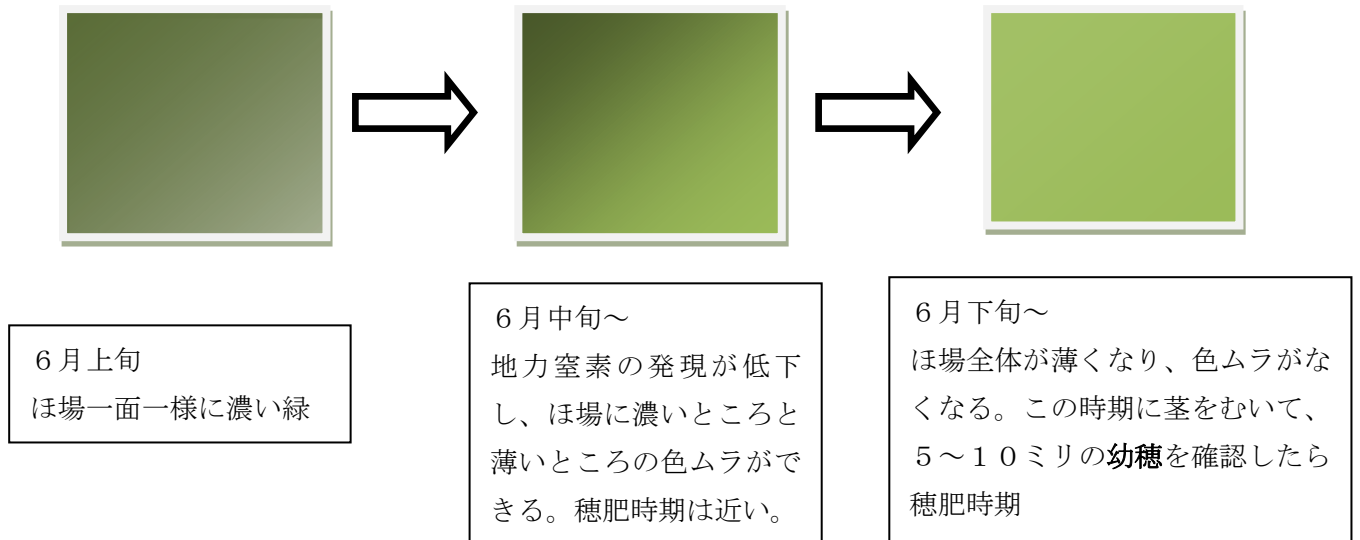 ６月上旬
ほ場一面一様に濃い緑
６月中旬～
地力窒素の発現が低下
し、ほ場に濃いところと
薄いところの色ムラがで
きる。穂肥時期は近い。
６月下旬～
ほ場全体が薄くなり、色ムラがな
くなる。この時期に茎をむいて、
５～１０ミリの幼穂を確認したら
穂肥時期